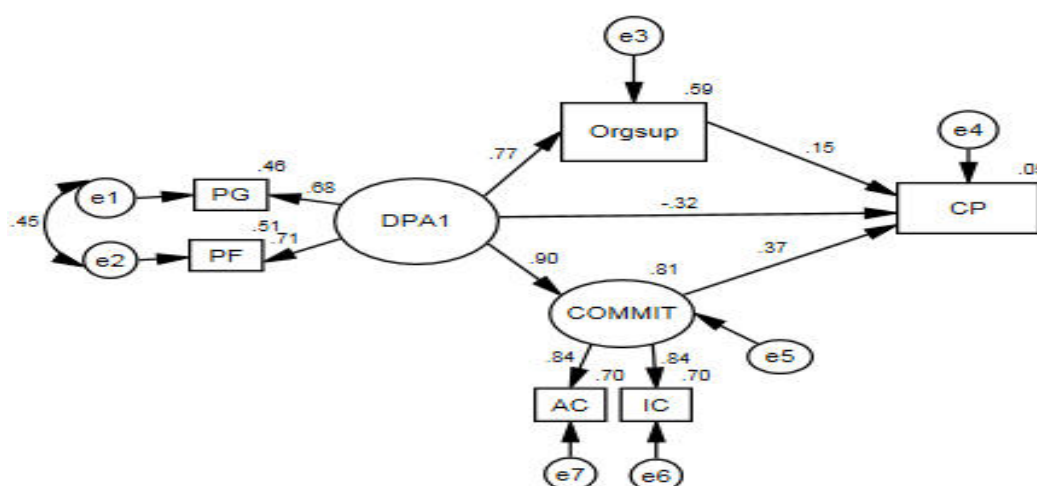 e3
.59
Orgsup
e4
.77
.15
.46
e1
PG
.68
DPA1
-.32
CP
.45
.51
.71
e2
PF
.90
.81
.37
COMMIT
e5
.84
.84
.70
.70
AC
IC
e7
e6